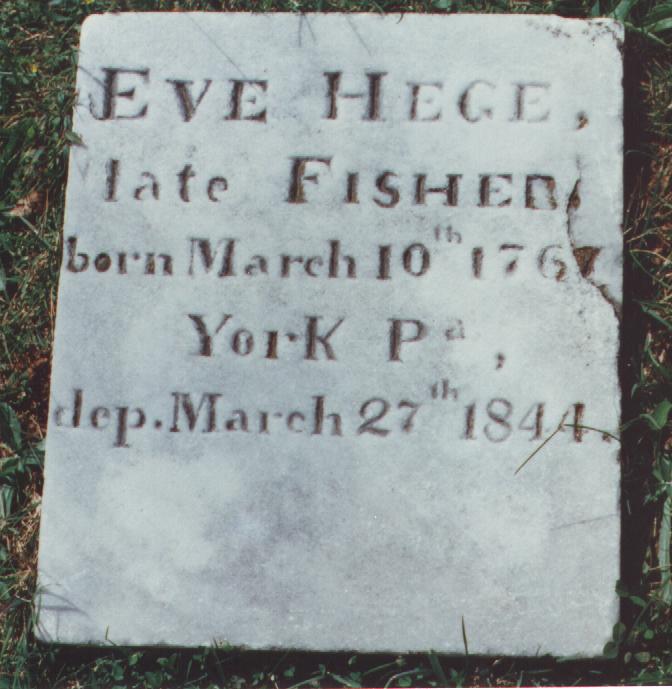 EVE HEGE,
late FISHER,
born March 10th 1767
York Pa,
dep. March 27th 1844.